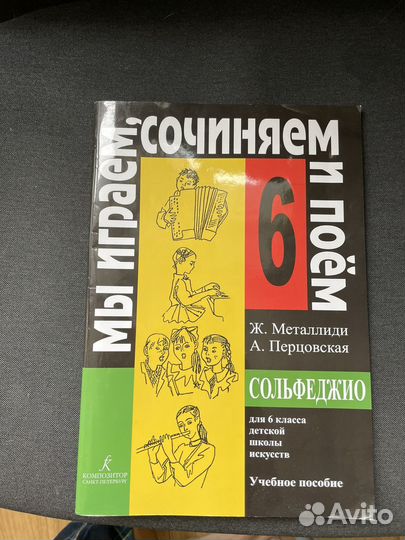 МЫ ИГРАЕМ, СОЧИНЯЕМ И ПОЁМ
6
Ж. Металлиди
А. Перцовская
СОЛЬФЕДЖИО
для 6 класса
детской
школы
искусств
Учебное пособие
КОМПОЗИТОР
САНКТ-ПЕТЕРБУРГ
Avito